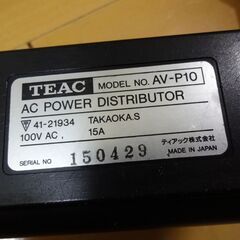 TEAC MODEL NO. AV-P10
AC POWER DISTRIBUTOR
41-21934 TAKAOKA.S
100V AC, 15A
ティアック株式会社
SERIAL NO 150429 MADE IN JAPAN